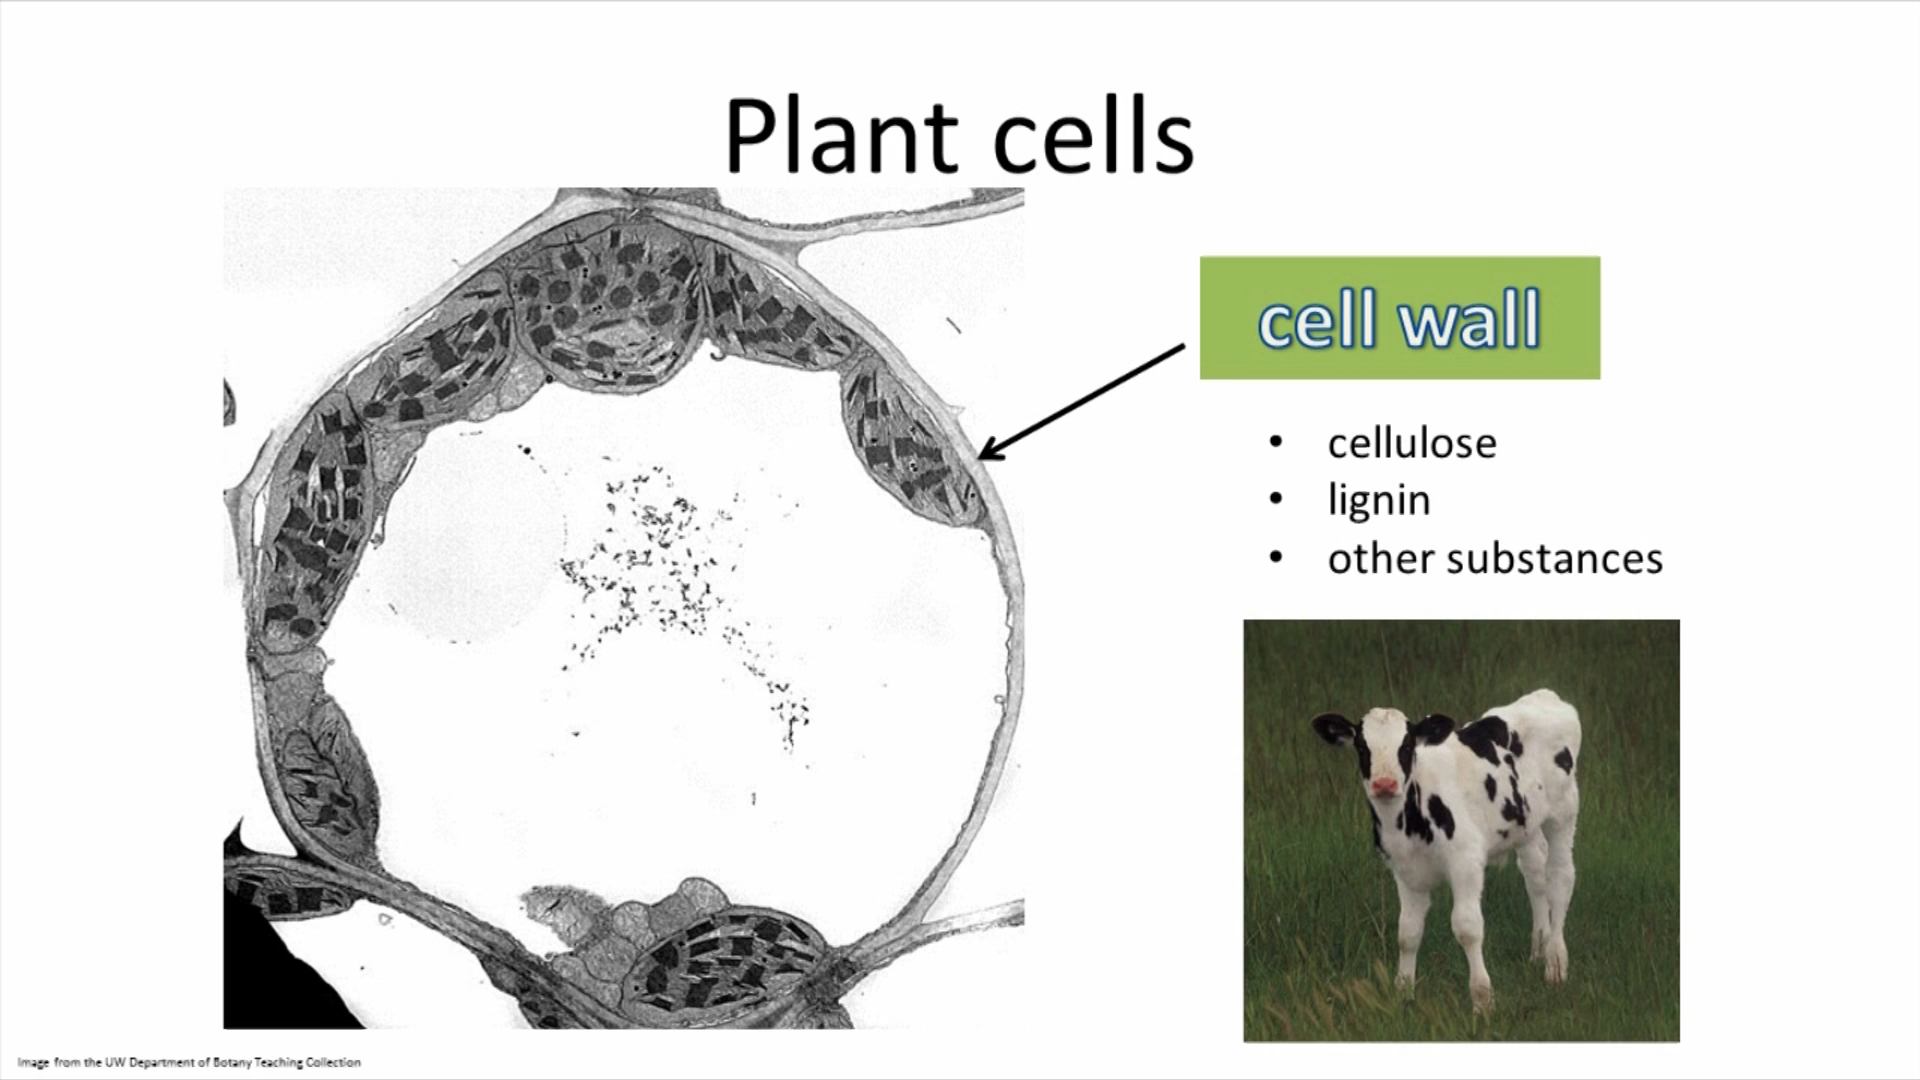 Plant cells
cell wall
• cellulose
• lignin
• other substances
Image from the UW Department of Botany Teaching Collection